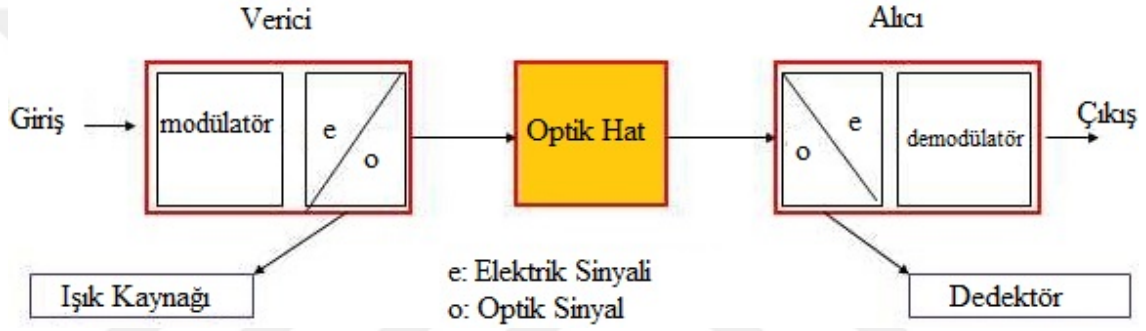 Verici
Alıcı
Giriş
modülatör
e
o
Optik Hat
o
e
demodülatör
Çıkış
Işık Kaynağı
e: Elektrik Sinyali
o: Optik Sinyal
Dedektör